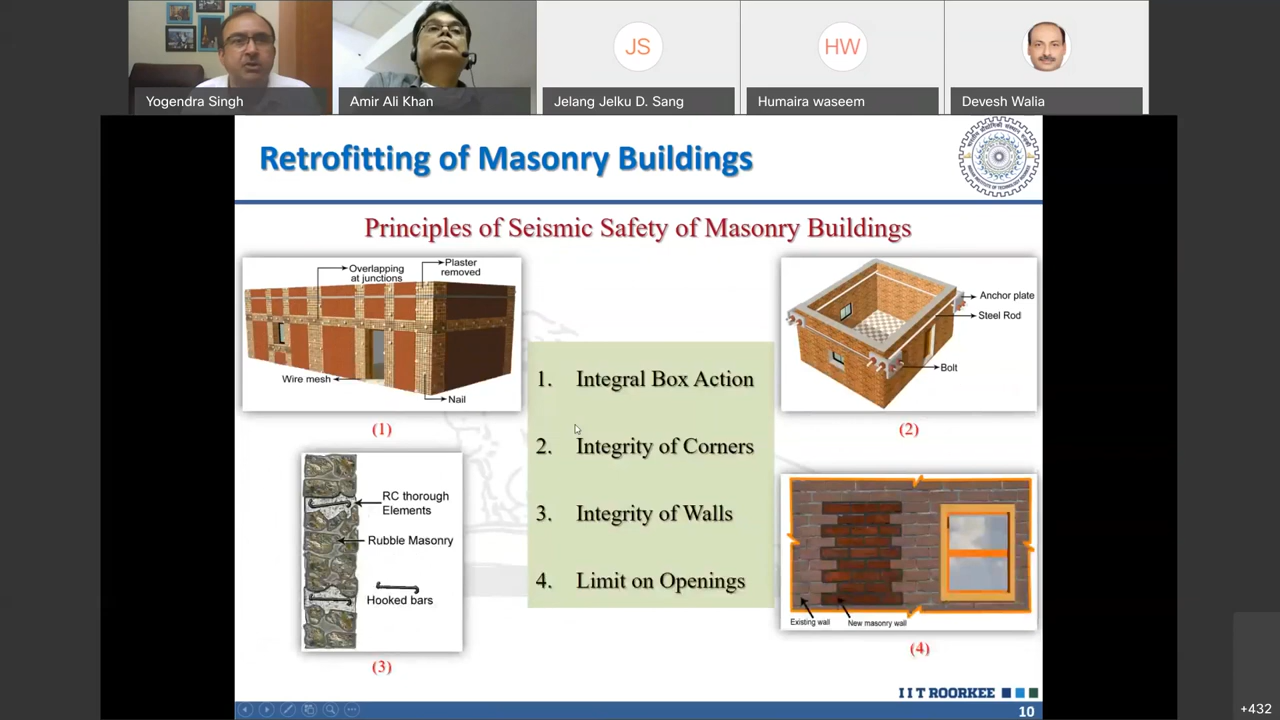 JS
HW
Yogendra Singh
Amir Ali Khan
Jelang Jelku D. Sang
Humaira waseem
Devesh Walia
Retrofitting of Masonry Buildings
Principles of Seismic Safety of Masonry Buildings
Overlapping
at junctions
Plaster
removed
Wire mesh
Nail
(1)
Anchor plate
Steel Rod
Bolt
(2)
1. Integral Box Action
2. Integrity of Corners
3. Integrity of Walls
4. Limit on Openings
RC thorough
Elements
Rubble Masonry
Hooked bars
(3)
Existing wall
New masonry wall
(4)
I I T ROORKEE
10
+432